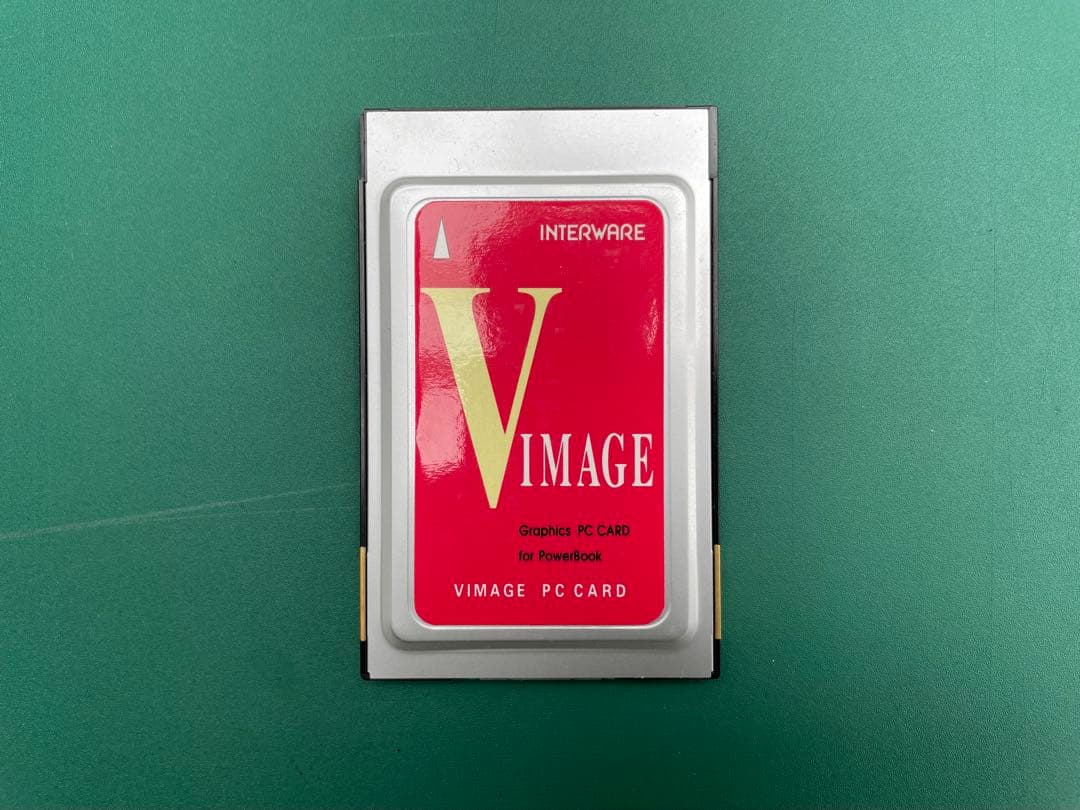 INTERWARE
VIMAGE
Graphics PC CARD
for PowerBook
VIMAGE PC CARD